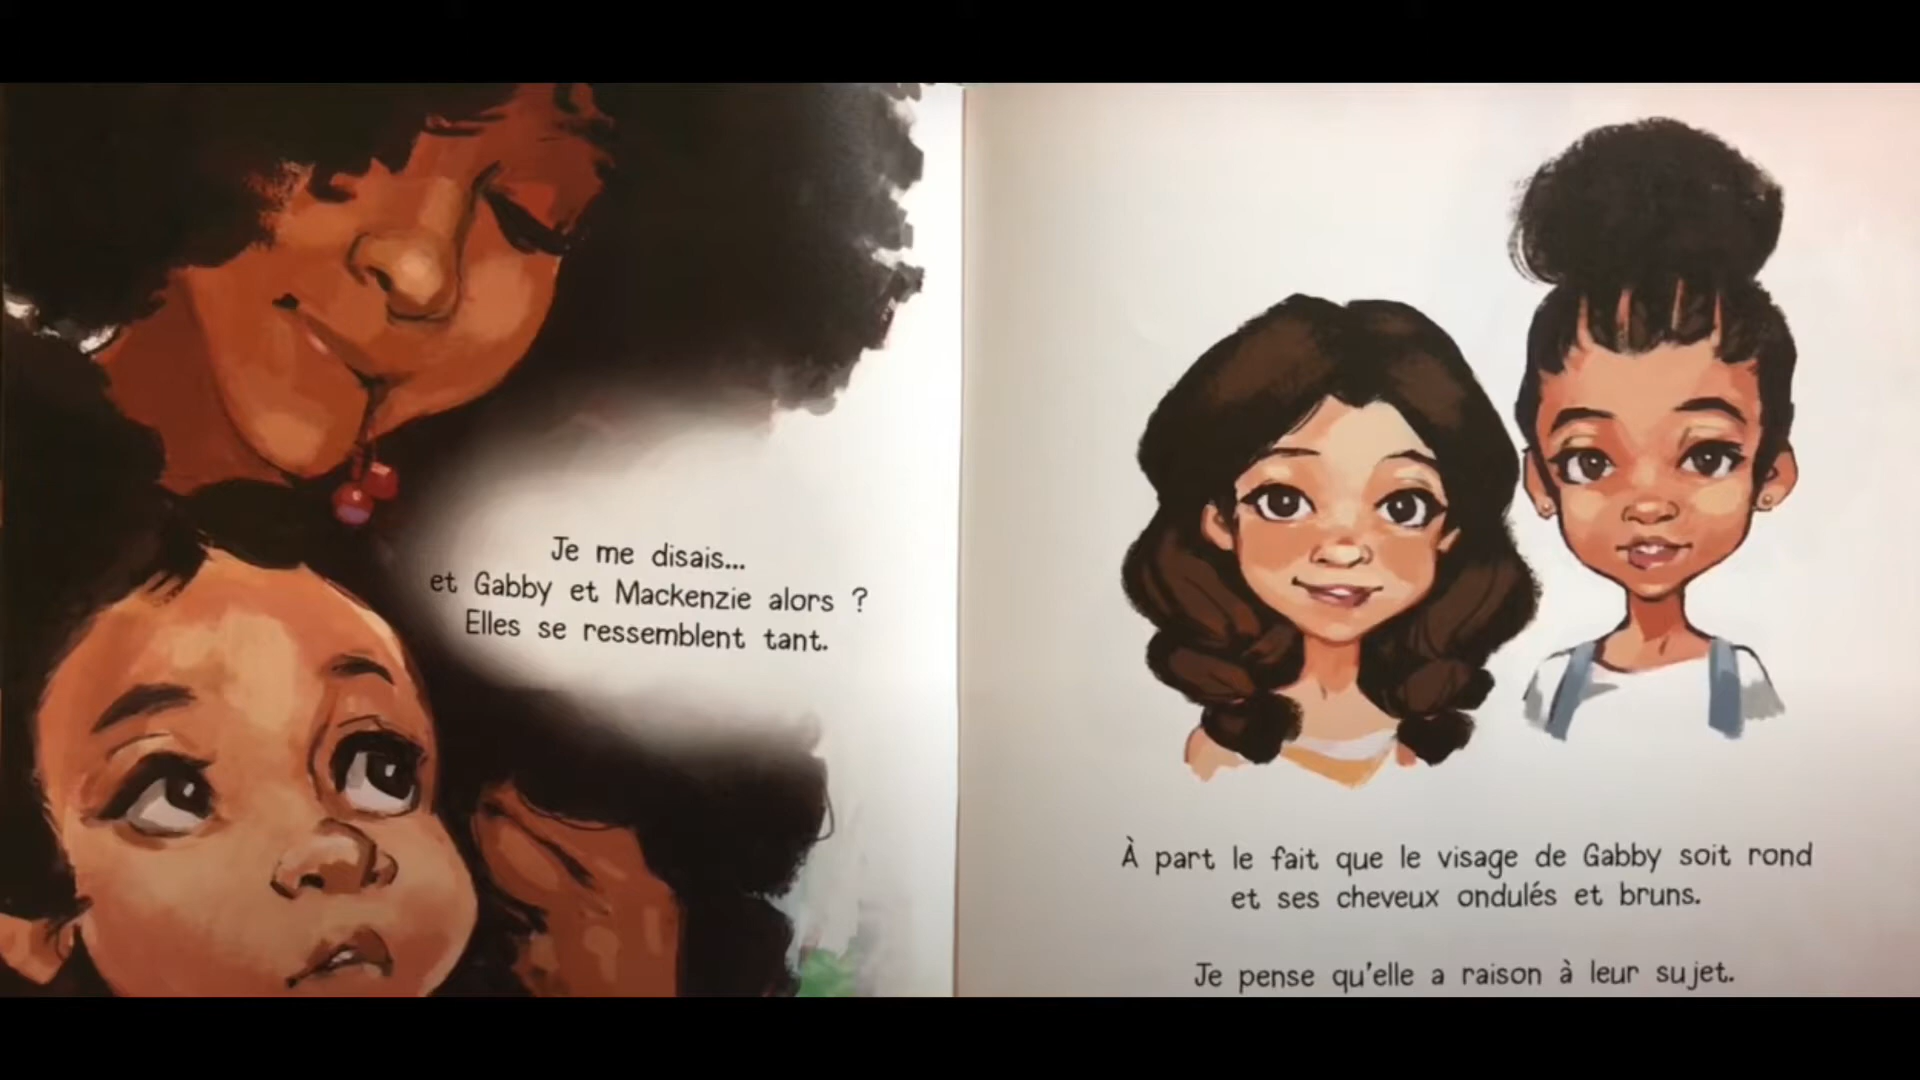 Je me disais...
et Gabby et Mackenzie alors ?
Elles se ressemblent tant.
À part le fait que le visage de Gabby soit rond
et ses cheveux ondulés et bruns.
Je pense qu'elle a raison à leur sujet.